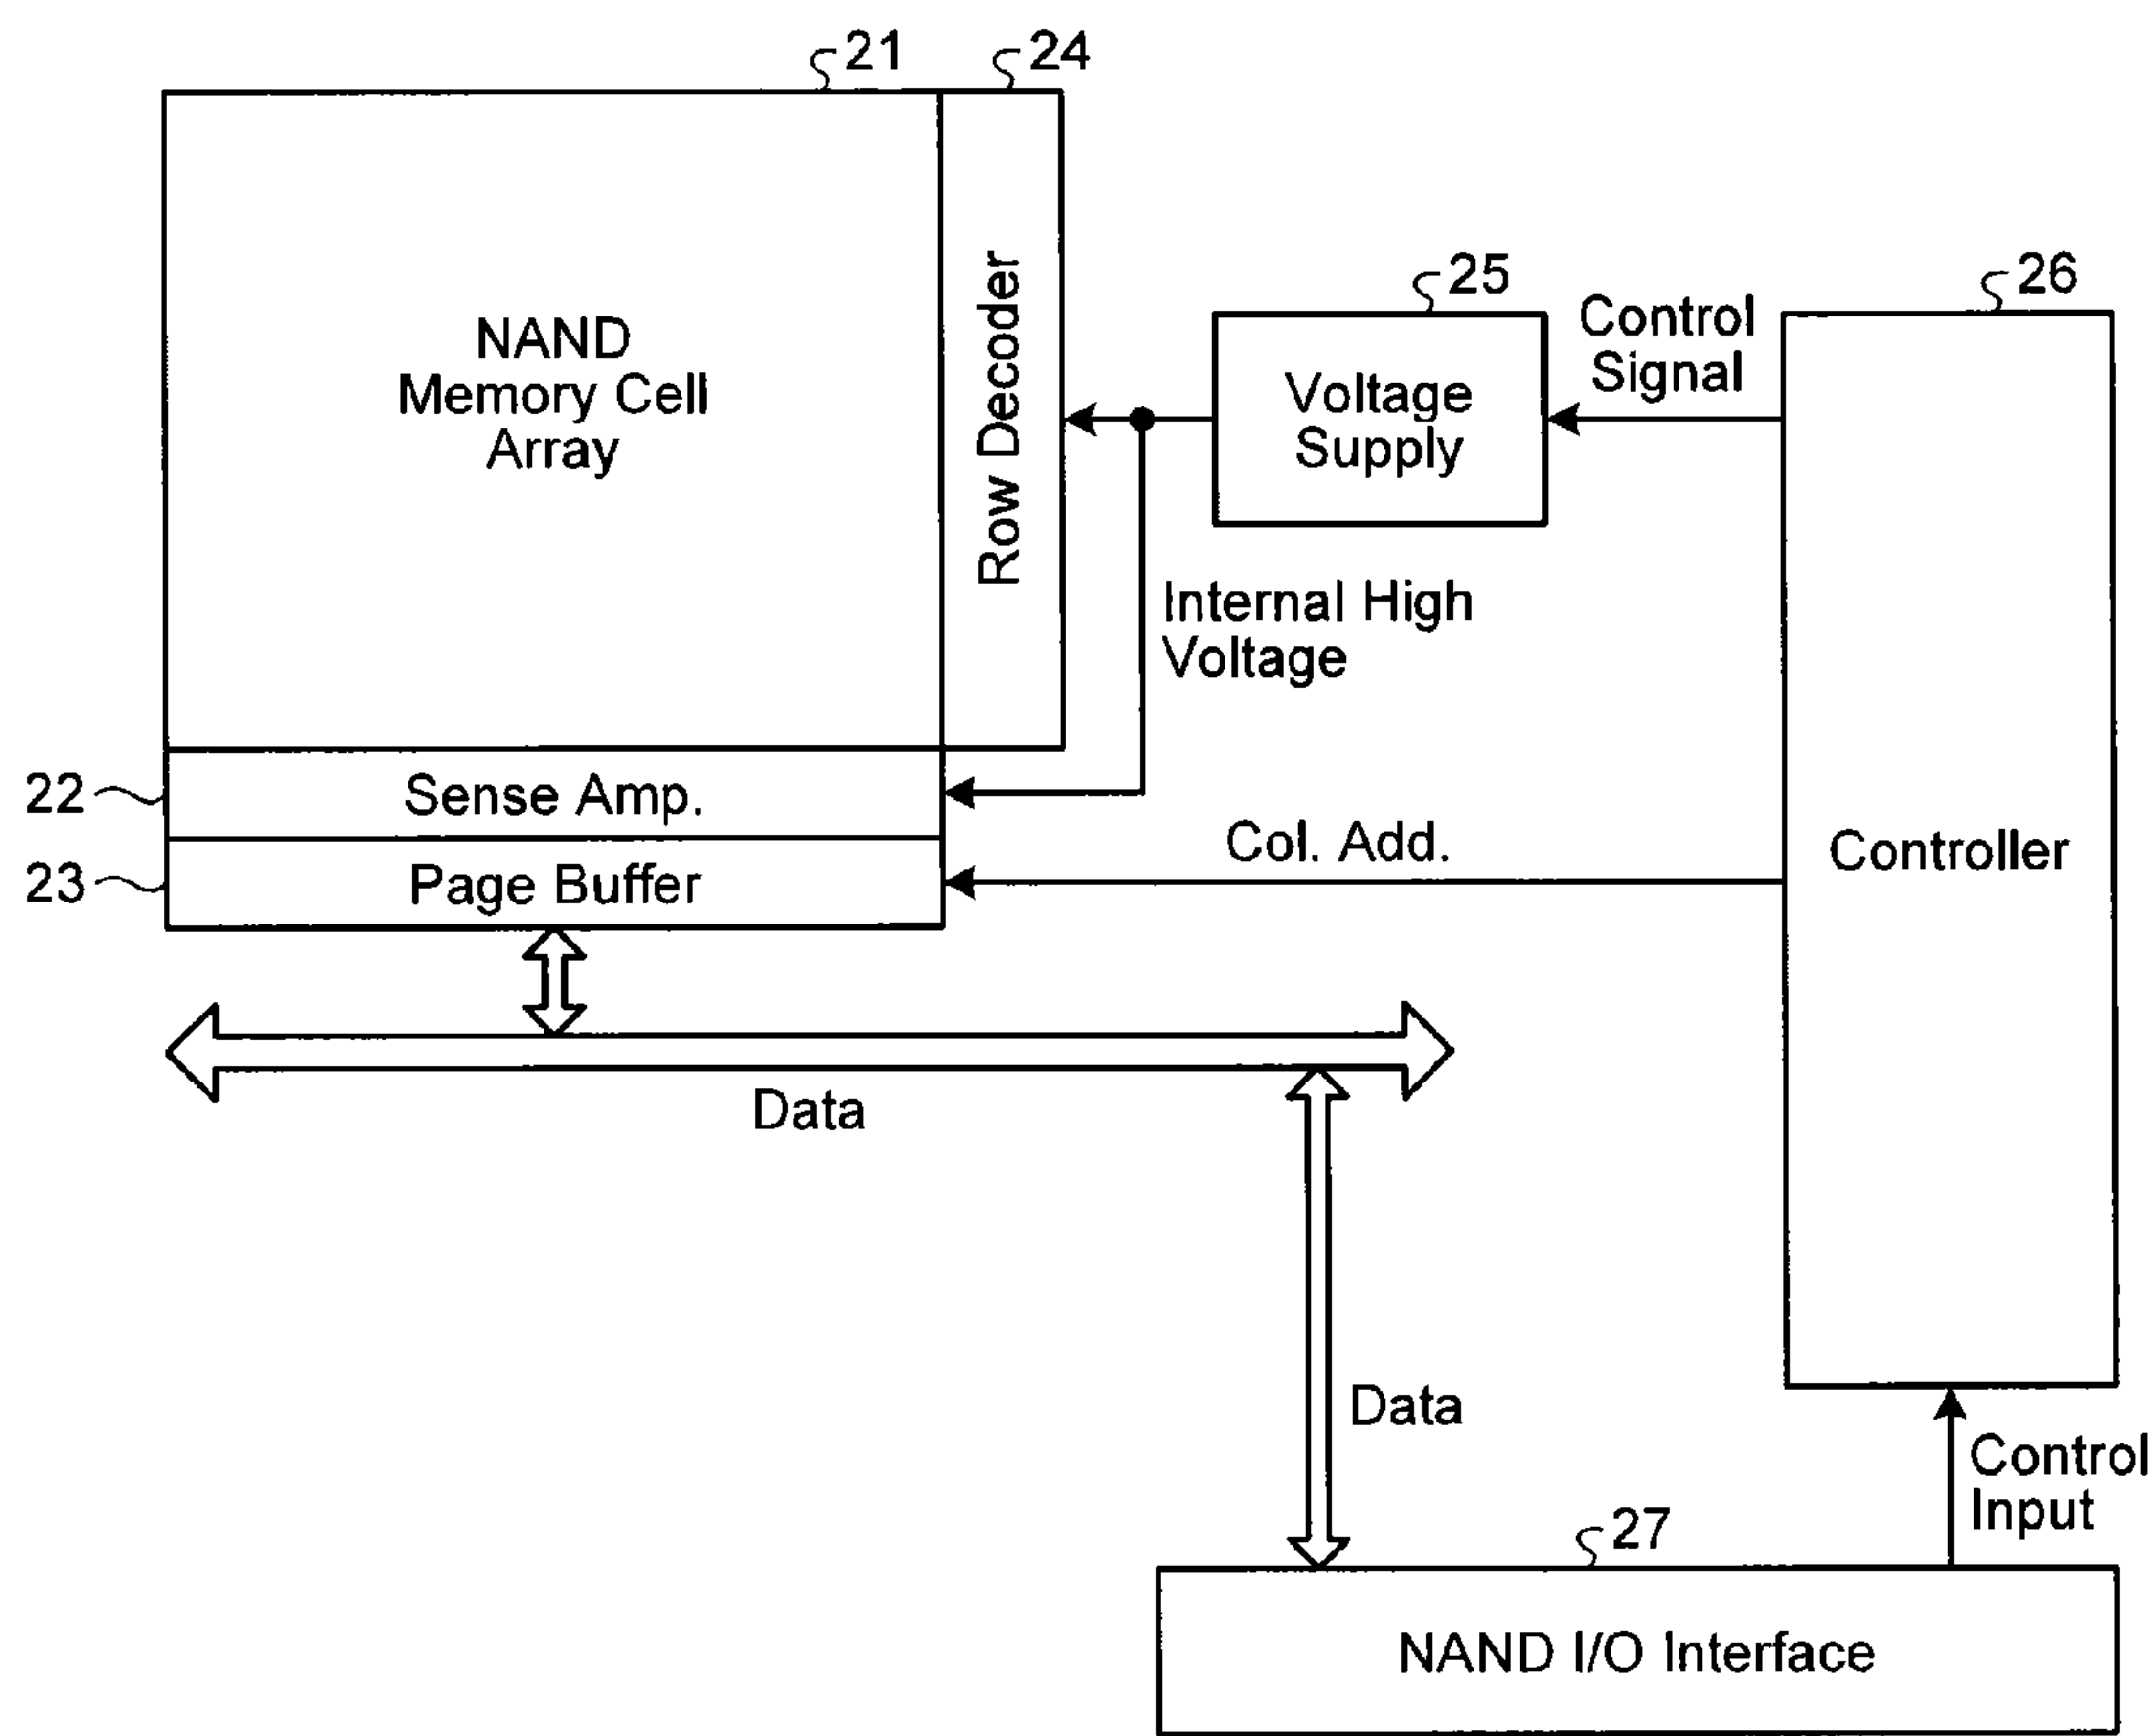 21
24
NAND
Memory Cell
Array
Row Decoder
25
Voltage
Supply
Control
Signal
26
Internal High
Voltage
22
Sense Amp.
23
Page Buffer
Col. Add.
Controller
Data
Data
Control
Input
27
NAND I/O Interface